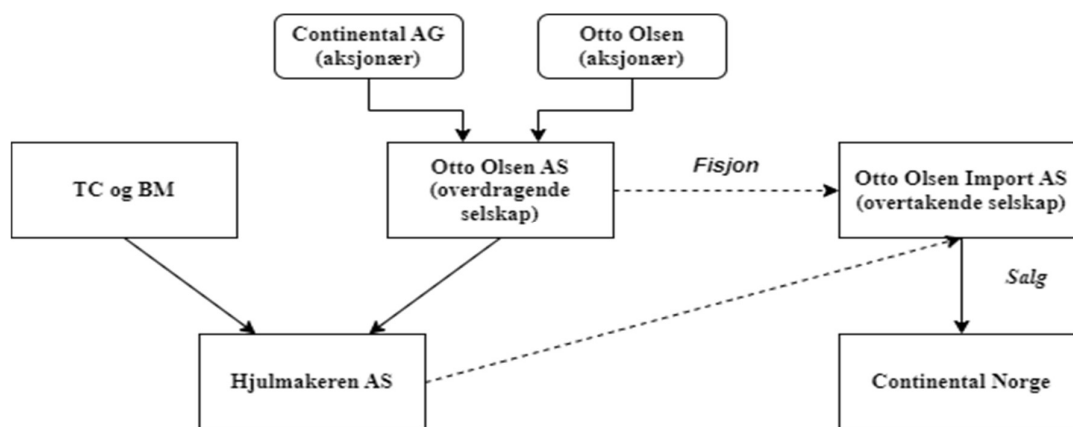 Continental AG
(aksjonær)
Otto Olsen
(aksjonær)
TC og BM
Otto Olsen AS
(overdragende
selskap)
Fisjon
Otto Olsen Import AS
(overtakende selskap)
Salg
Hjulmakeren AS
Continental Norge